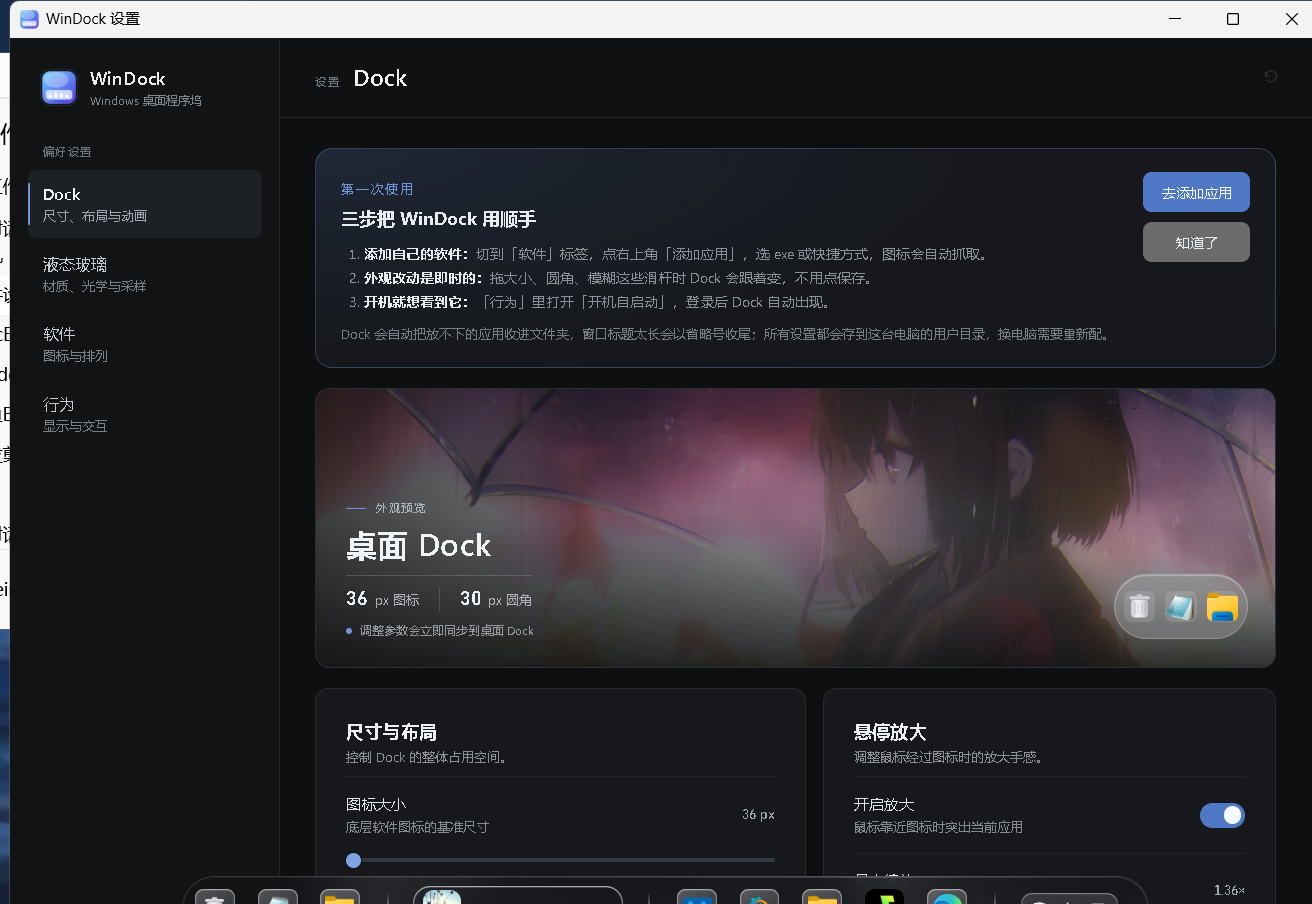 WinDock 设置
WinDock
Windows 桌面程序坞
偏好设置
Dock
尺寸、布局与动画
液态玻璃
材质、光学与采样
软件
图标与排列
行为
显示与交互
设置 Dock
第一次使用
三步把 WinDock 用顺手
1. 添加自己的软件：切到「软件」标签，点右上角「添加应用」，选 exe 或快捷方式，图标会自动抓取。
2. 外观改动是即时的：拖大小、圆角、模糊这些滑杆时 Dock 会跟着变，不用点保存。
3. 开机就想看到它：「行为」里打开「开机自启动」，登录后 Dock 自动出现。
Dock 会自动把放不下的应用收进文件夹，窗口标题太长会以省略号收尾；所有设置都会存到这台电脑的用户目录，换电脑需要重新配。
去添加应用
知道了
外观预览
桌面 Dock
36 px 图标 30 px 圆角
调整参数会立即同步到桌面 Dock
尺寸与布局
控制 Dock 的整体占用空间。
图标大小
底层软件图标的基准尺寸
36 px
悬停放大
调整鼠标经过图标时的放大手感。
开启放大
鼠标靠近图标时突出当前应用
1.36×